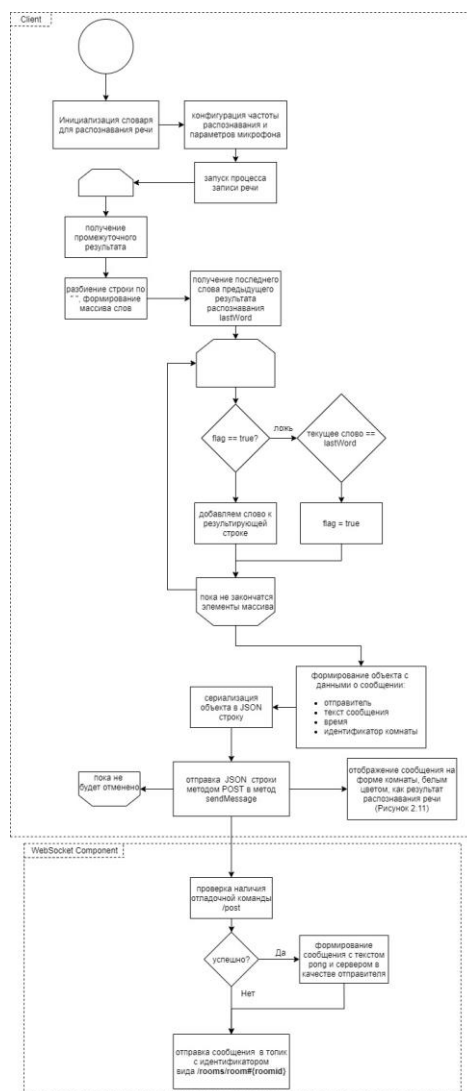 Client
Инициализация словаря
для распознавания речи
конфигурация частоты
распознавания и
параметров микрофона
запуск процесса
записи речи
получение
промежуточного
результата
разбиение строки по
" ", формирование
массива слов
получение последнего
слова предыдущего
результата
распознавания
lastWord
flag == true?
ложь
текущее слово ==
lastWord
добавляем слово к
результирующей
строке
flag = true
пока не закончатся
элементы массива
формирование объекта с
данными о сообщении:
• отправитель
• текст сообщения
• время
• идентификатор комнаты
сериализация
объекта в JSON
строку
пока не
будет отменено
отправка JSON строки
методом POST в метод
sendMessage
отображение сообщения на
форме комнаты, белым
цветом, как результат
распознавания речи
(Рисунок 2.11)
WebSocket Component
проверка наличия
отладочной команды
/post
успешно?
Да
формирование
сообщения с текстом
pong и сервером в
качестве отправителя
Нет
отправка сообщения в топик
с идентификатором
вида /rooms/room#{roomid}